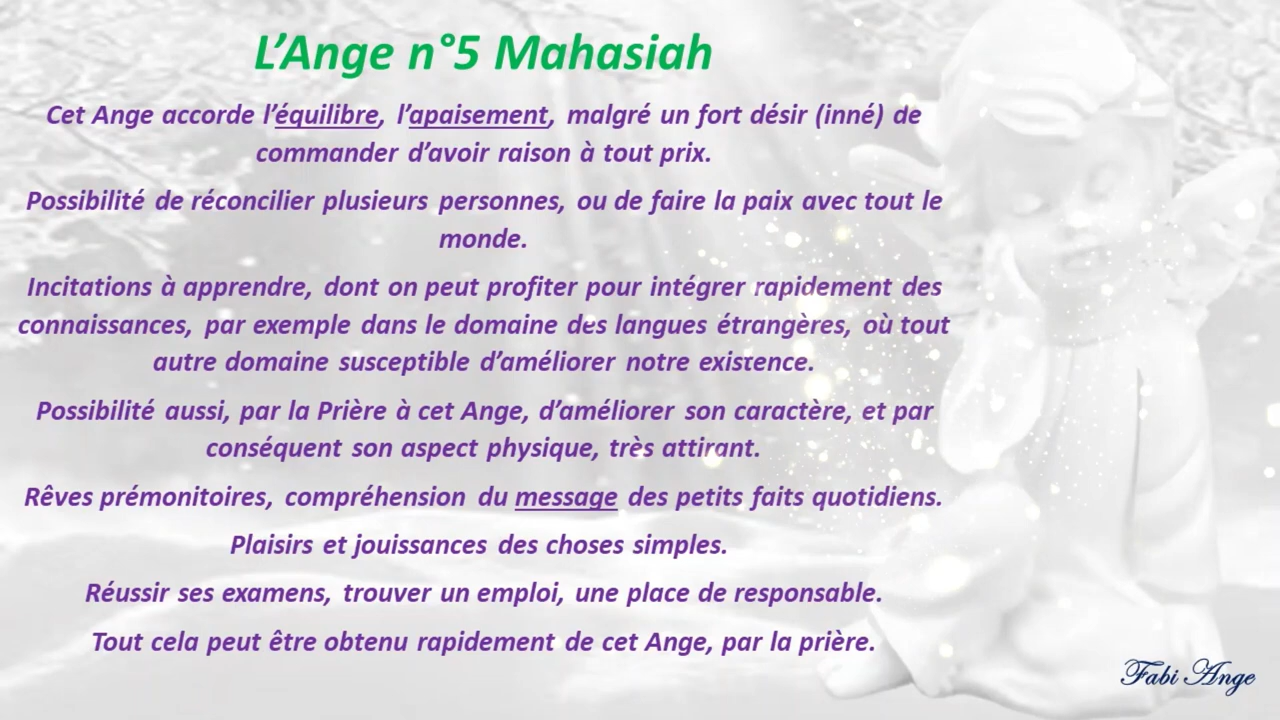 L’Ange n°5 Mahasiah
Cet Ange accorde l’équilibre, l’apaisement, malgré un fort désir (inné) de
commander d’avoir raison à tout prix.
Possibilité de réconcilier plusieurs personnes, ou de faire la paix avec tout le
monde.
Incitations à apprendre, dont on peut profiter pour intégrer rapidement des
connaissances, par exemple dans le domaine des langues étrangères, où tout
autre domaine susceptible d’améliorer notre existence.
Possibilité aussi, par la Prière à cet Ange, d’améliorer son caractère, et par
conséquent son aspect physique, très attirant.
Rêves prémonitoires, compréhension du message des petits faits quotidiens.
Plaisirs et jouissances des choses simples.
Réussir ses examens, trouver un emploi, une place de responsable.
Tout cela peut être obtenu rapidement de cet Ange, par la prière.
Fabi Ange